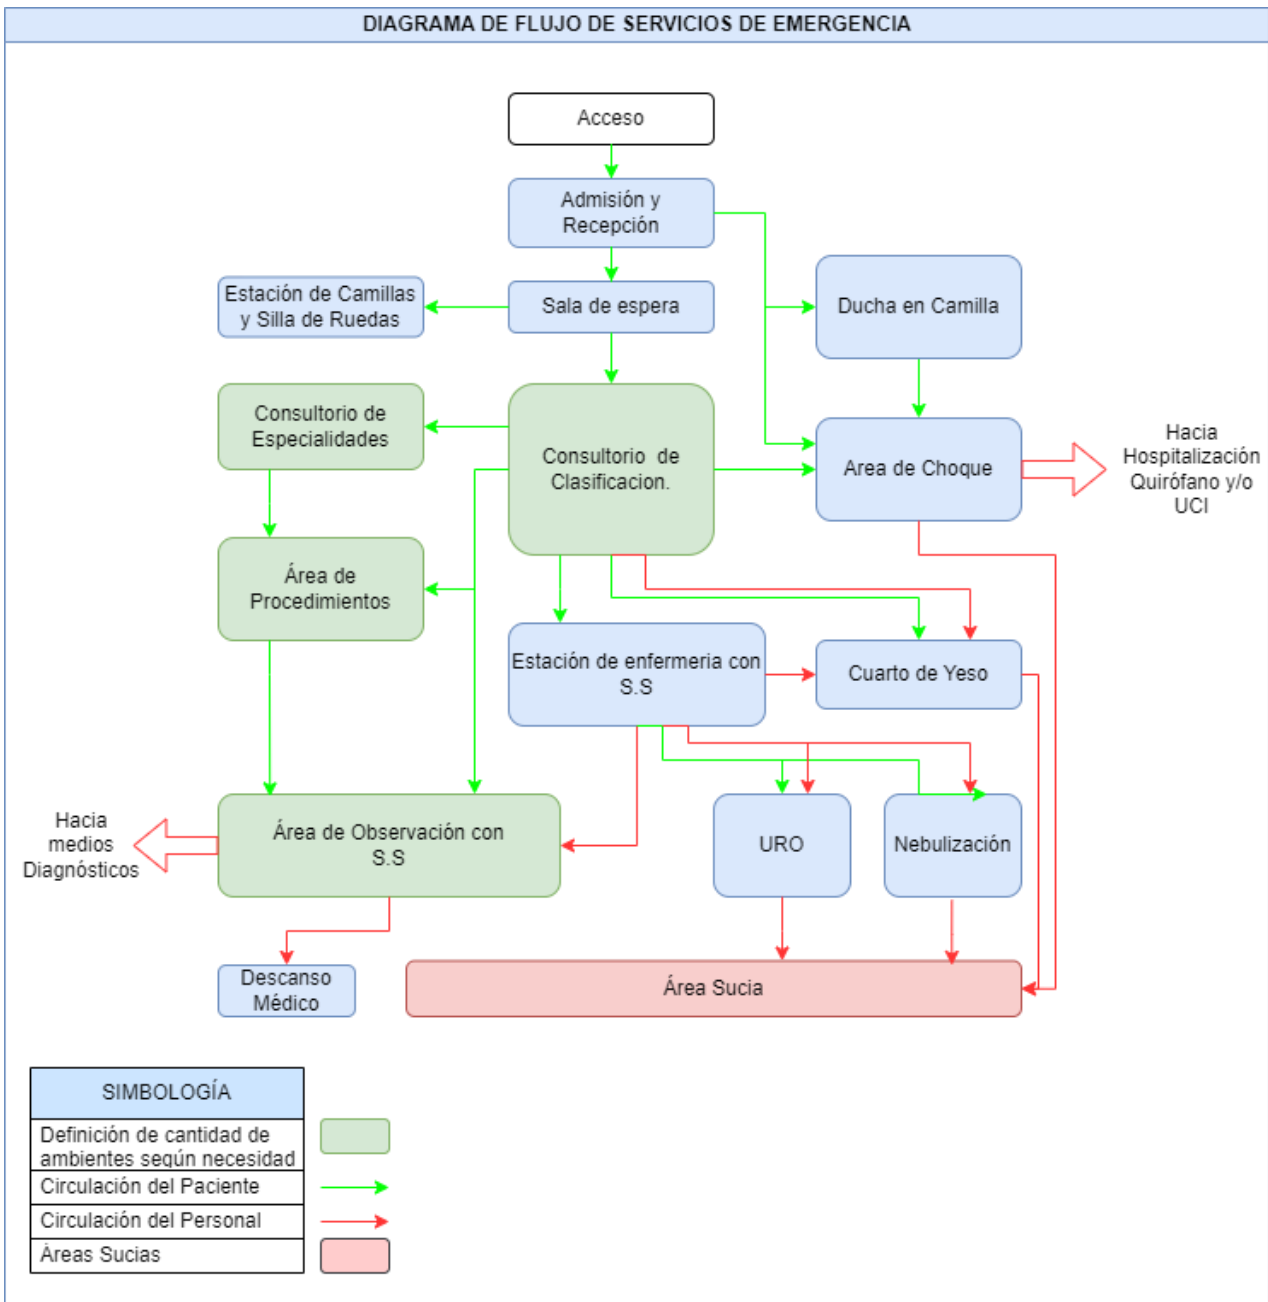 DIAGRAMA DE FLUJO DE SERVICIOS DE EMERGENCIA
Acceso
Admisión y
Recepción
Estación de Camillas
y Silla de Ruedas
Sala de espera
Ducha en Camilla
Consultorio de
Especialidades
Consultorio de
Clasificacion.
Area de Choque
Hacia
Hospitalización
Quirófano y/o
UCI
Área de
Procedimientos
Estación de enfermeria con
S.S
Cuarto de Yeso
Hacia
medios
Diagnósticos
Área de Observación con
S.S
URO
Nebulización
Descanso
Médico
Área Sucia
SIMBOLOGÍA
Definición de cantidad de
ambientes según necesidad
Circulación del Paciente
Circulación del Personal
Áreas Sucias